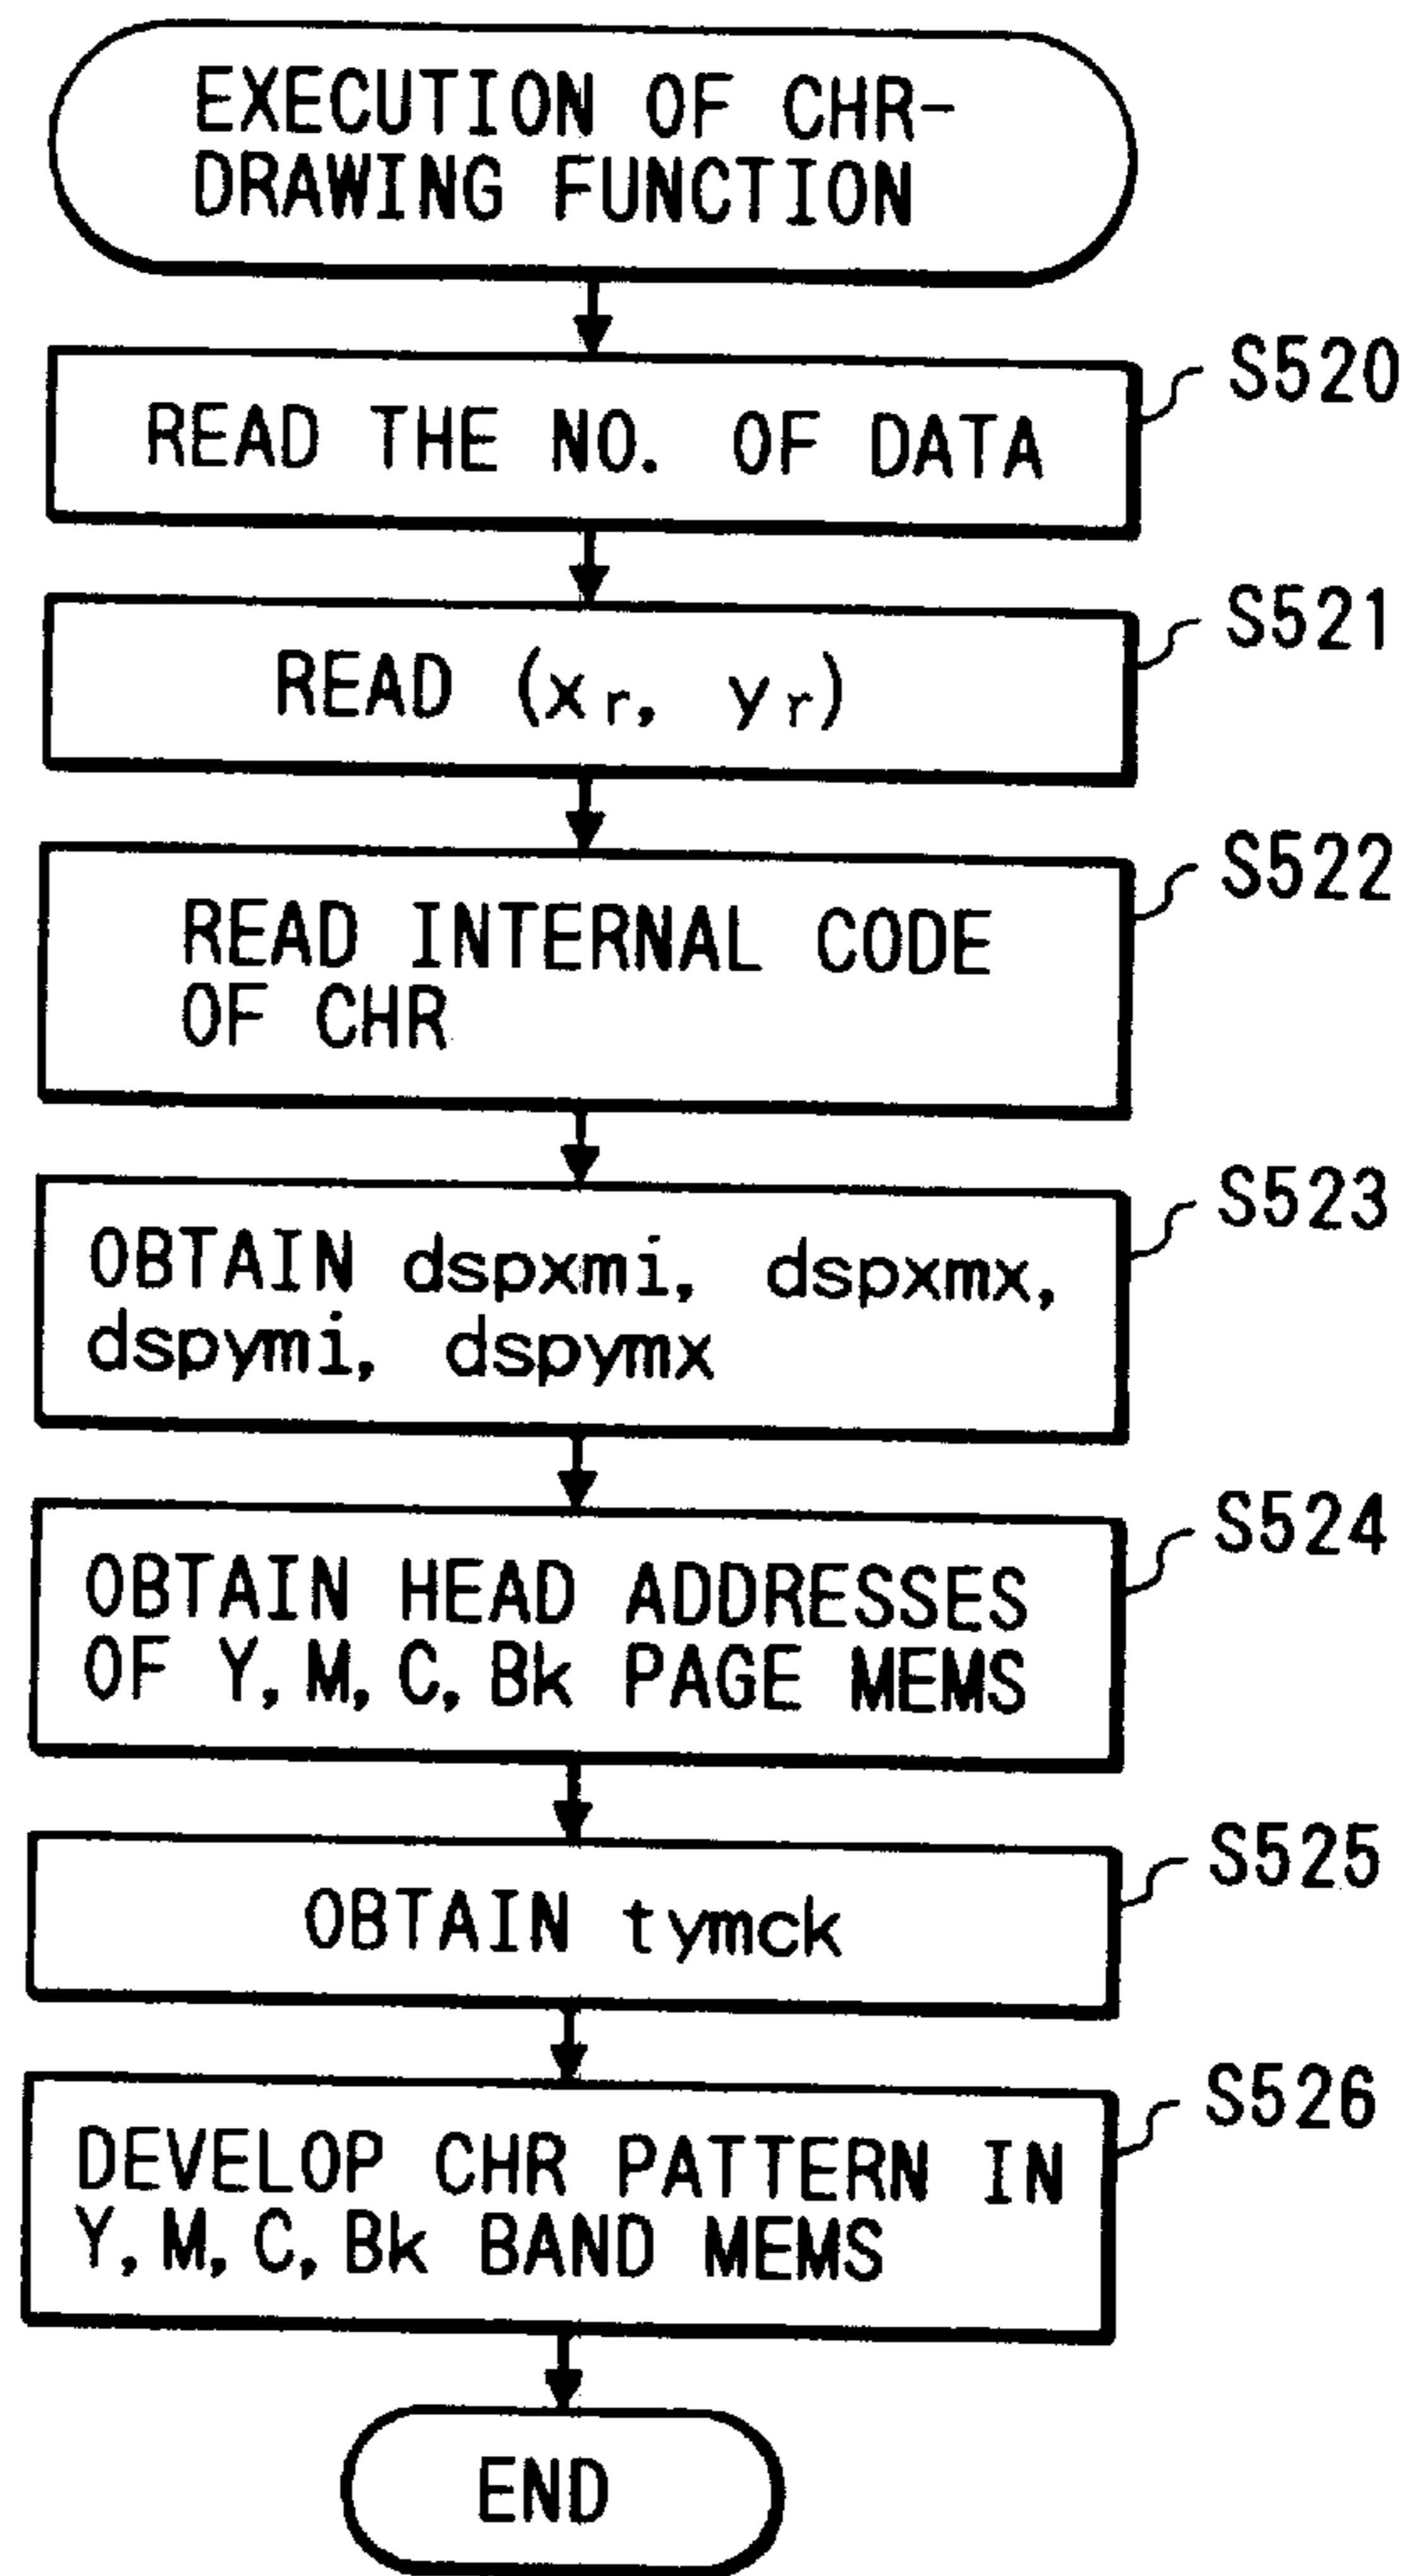 EXECUTION OF CHR-
DRAWING FUNCTION
READ THE NO. OF DATA
S520
READ (xr, yr)
S521
READ INTERNAL CODE
OF CHR
S522
OBTAIN dspxmi, dspxmx,
dspymi, dspymx
S523
OBTAIN HEAD ADDRESSES
OF Y, M, C, Bk PAGE MEMS
S524
OBTAIN tymck
S525
DEVELOP CHR PATTERN IN
Y, M, C, Bk BAND MEMS
S526
END